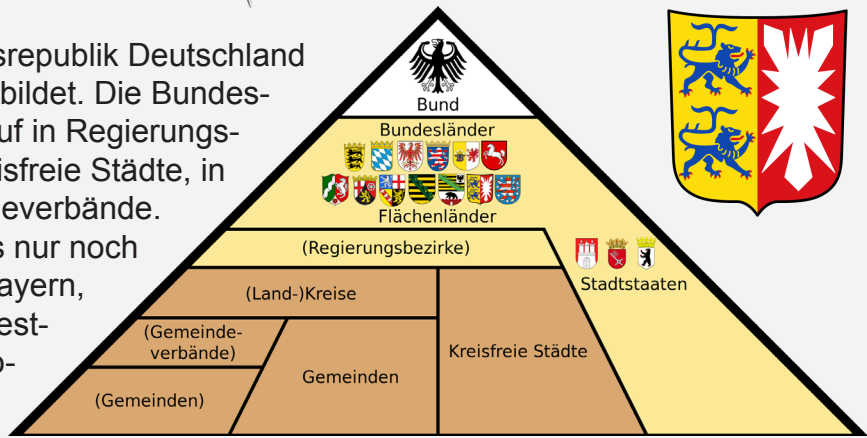 srepublik Deutschland
bildet. Die Bundes-
uf in Regierungs-
isfreie Städte, in
everbände.
s nur noch
ayern,
est-
o-
Bund
Bundesländer
Flächenländer
(Regierungsbezirke)
Stadtstaaten
(Land-)Kreise
(Gemeinde-
verbände)
Kreisfreie Städte
Gemeinden
(Gemeinden)